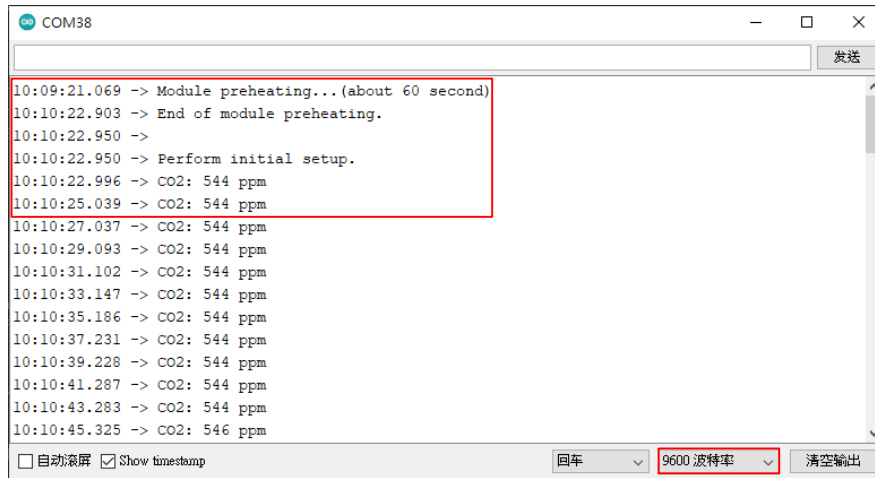 COM38
发送
10:09:21.069 -> Module preheating...(about 60 second)
10:10:22.903 -> End of module preheating.
10:10:22.950 ->
10:10:22.950 -> Perform initial setup.
10:10:22.996 -> CO2: 544 ppm
10:10:25.039 -> CO2: 544 ppm
10:10:27.037 -> CO2: 544 ppm
10:10:29.093 -> CO2: 544 ppm
10:10:31.102 -> CO2: 544 ppm
10:10:33.147 -> CO2: 544 ppm
10:10:35.186 -> CO2: 544 ppm
10:10:37.231 -> CO2: 544 ppm
10:10:39.228 -> CO2: 544 ppm
10:10:41.287 -> CO2: 544 ppm
10:10:43.283 -> CO2: 544 ppm
10:10:45.325 -> CO2: 546 ppm
自动滚屏 Show timestamp 回车 9600 波特率 清空输出